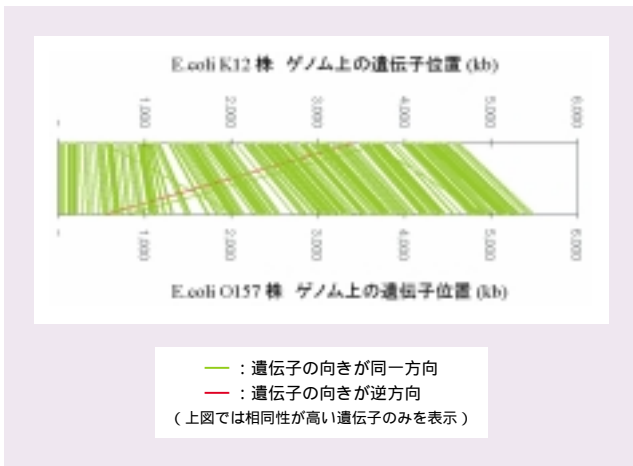 E.coli K12 株 ゲノム上の遺伝子位置 (kb)
1,000 2,000 3,000 4,000 5,000 6,000
1,000 2,000 3,000 4,000 5,000 6,000
E.coli O157 株 ゲノム上の遺伝子位置 (kb)
：遺伝子の向きが同一方向
：遺伝子の向きが逆方向
（上図では相同性が高い遺伝子のみを表示）